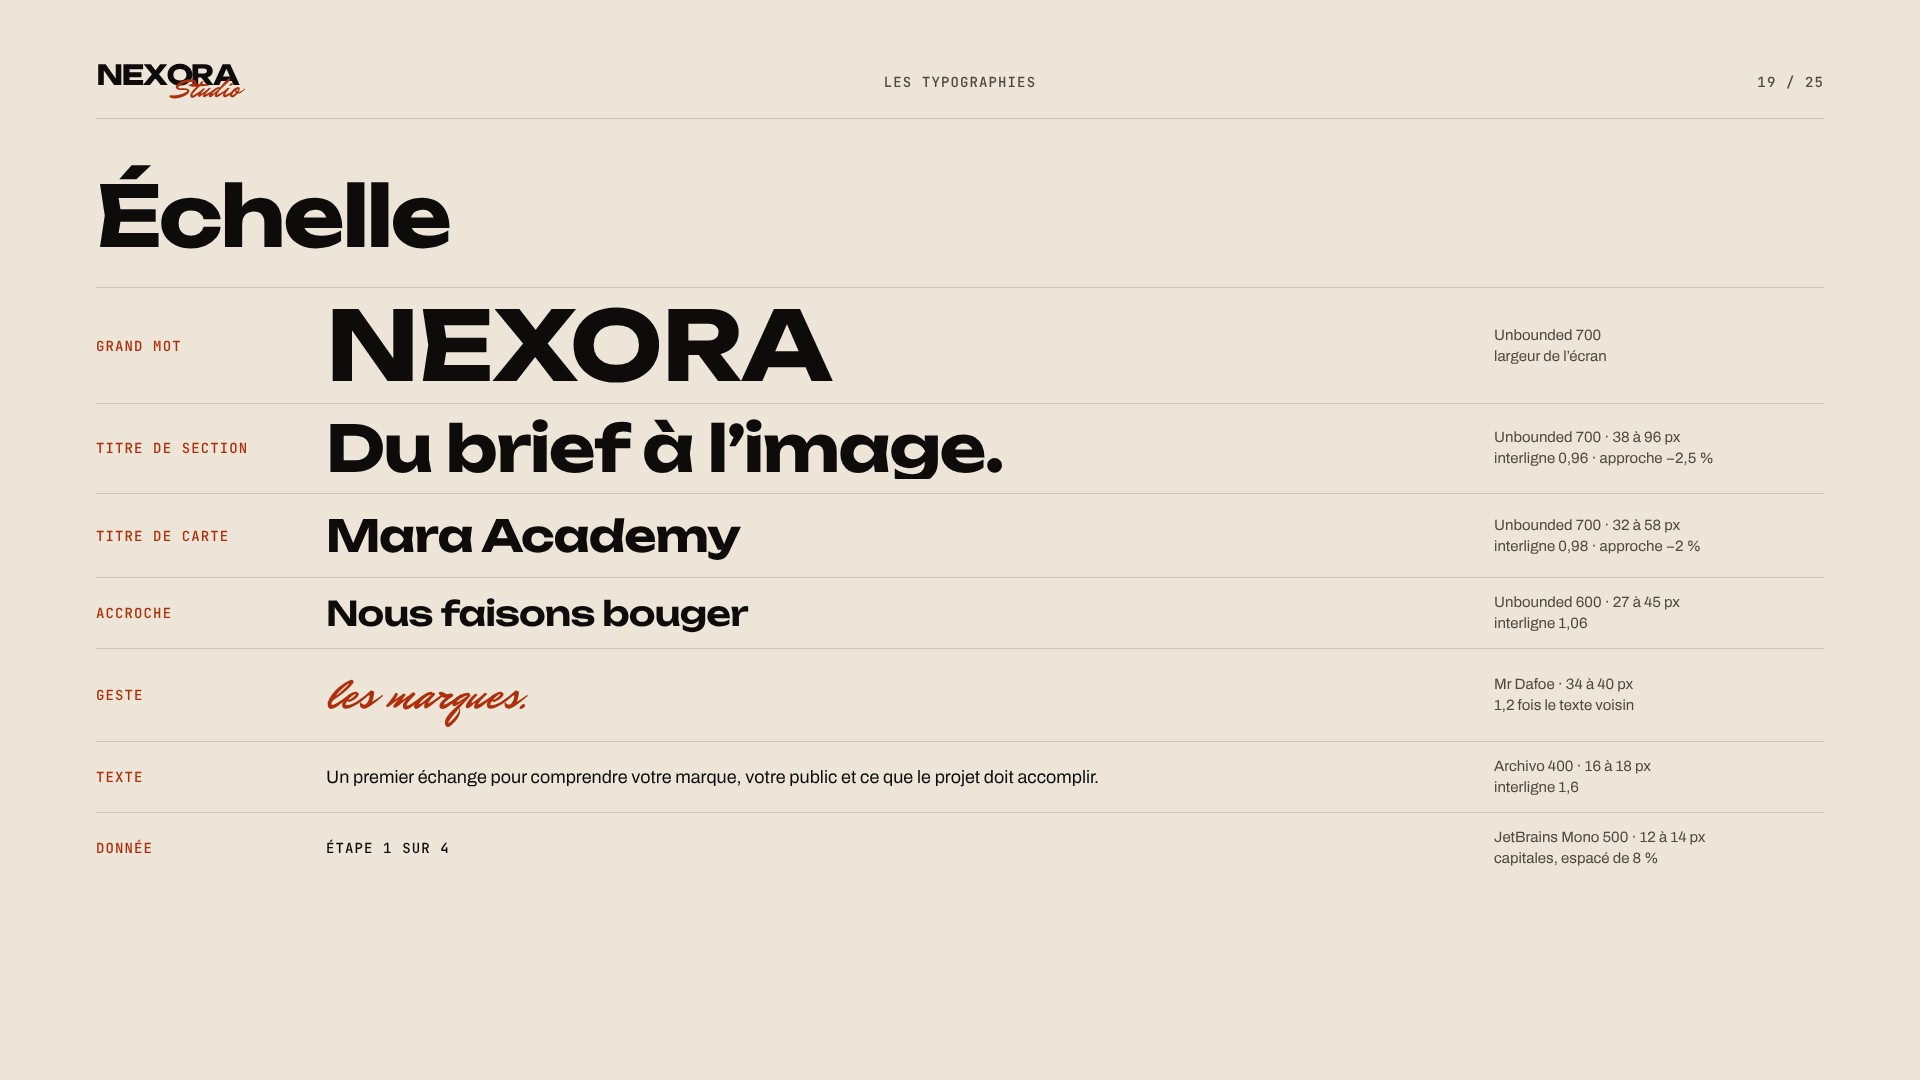 NEXORA
Studio
LES TYPOGRAPHIES
19 / 25
Échelle
GRAND MOT
NEXORA
Unbounded 700
largeur de l’écran
TITRE DE SECTION
Du brief à l’image.
Unbounded 700 · 38 à 96 px
interligne 0,96 · approche −2,5 %
TITRE DE CARTE
Mara Academy
Unbounded 700 · 32 à 58 px
interligne 0,98 · approche −2 %
ACCROCHE
Nous faisons bouger
Unbounded 600 · 27 à 45 px
interligne 1,06
GESTE
les marques.
Mr Dafoe · 34 à 40 px
1,2 fois le texte voisin
TEXTE
Un premier échange pour comprendre votre marque, votre public et ce que le projet doit accomplir.
Archivo 400 · 16 à 18 px
interligne 1,6
DONNÉE
ÉTAPE 1 SUR 4
JetBrains Mono 500 · 12 à 14 px
capitales, espacé de 8 %